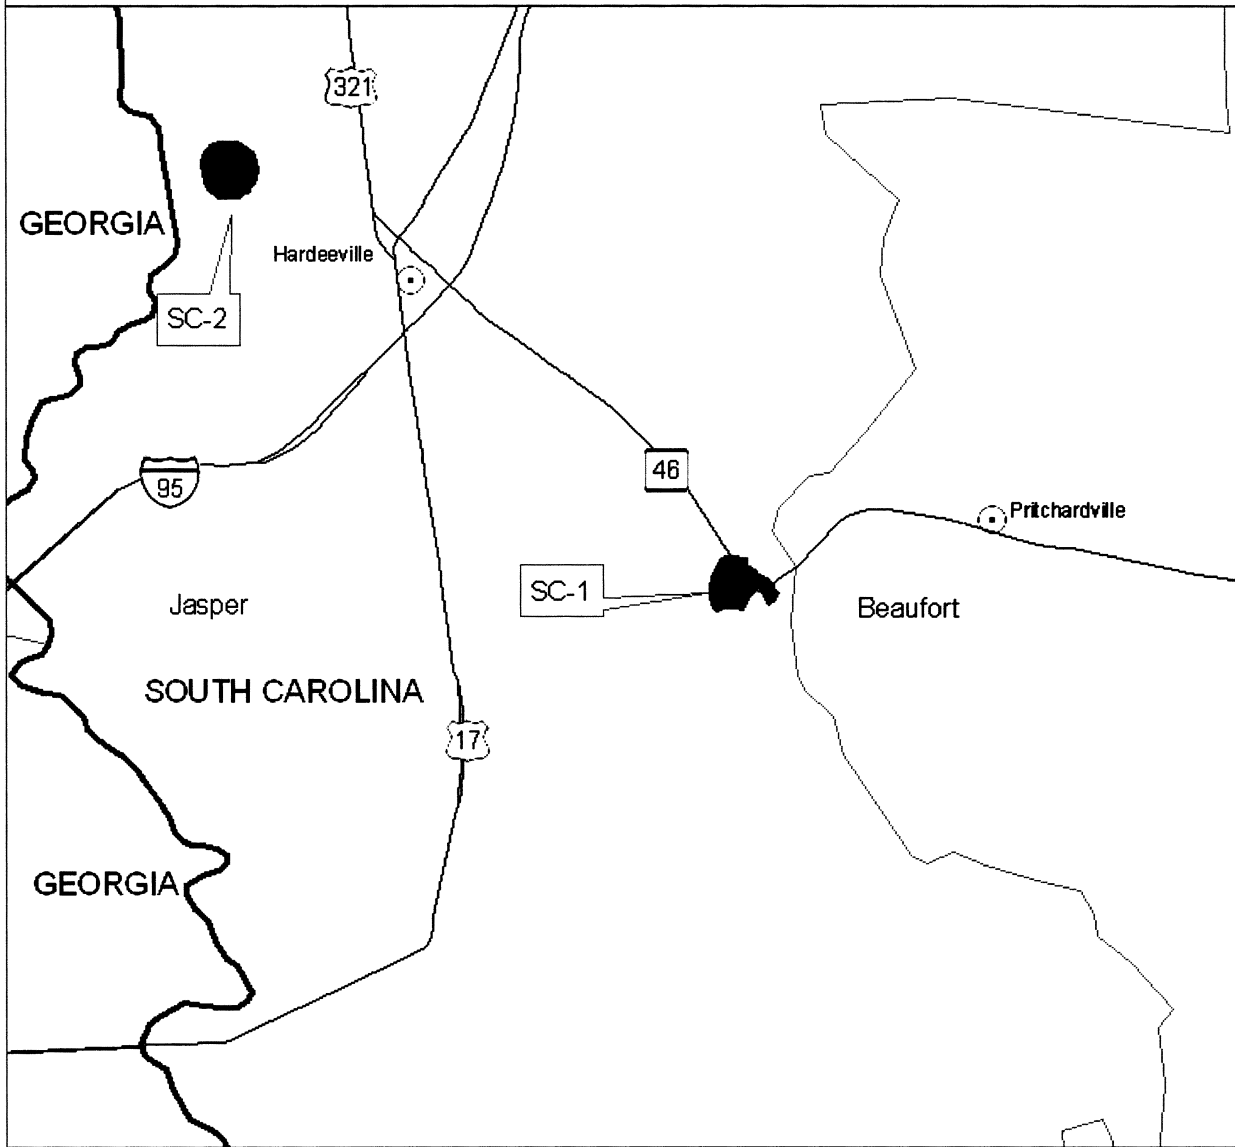 321
GEORGIA
Hardeeville
SC-2
46
95
Pritchardville
SC-1
Jasper
Beaufort
SOUTH CAROLINA
17
GEORGIA